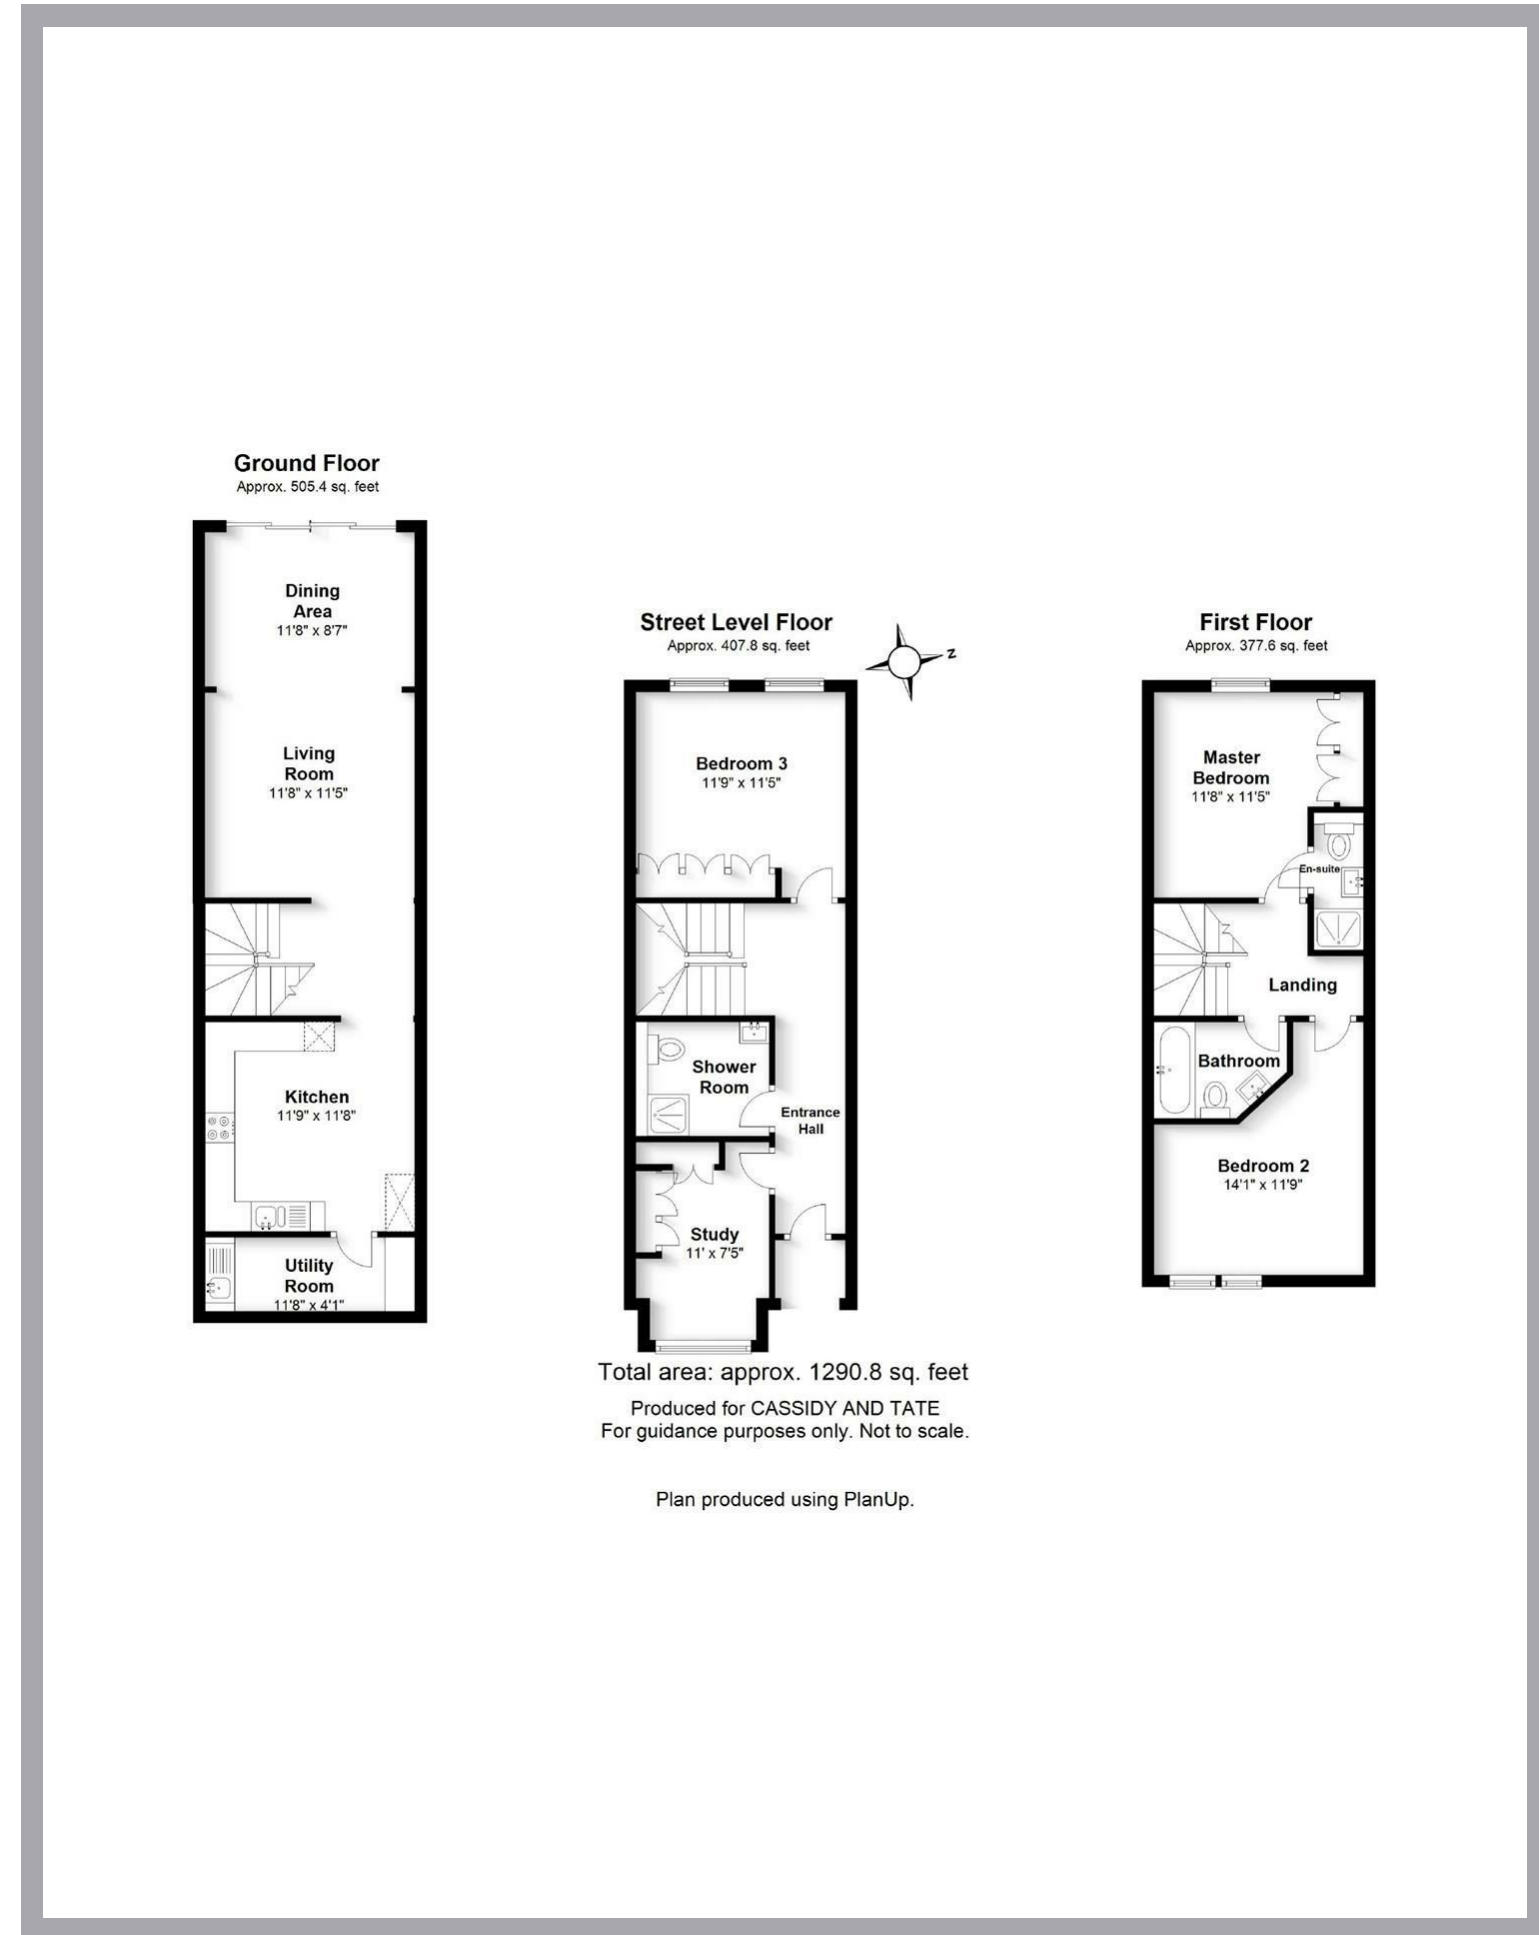 Ground Floor
Approx. 505.4 sq. feet
Dining
Area
11'8" x 8'7"
Living
Room
11'8" x 11'5"
Kitchen
11'9" x 11'8"
Utility
Room
11'8" x 4'1"
Street Level Floor
Approx. 407.8 sq. feet
Z
Bedroom 3
11'9" x 11'5"
Shower
Room
Entrance
Hall
Study
11' x 7'5"
First Floor
Approx. 377.6 sq. feet
Master
Bedroom
11'8" x 11'5"
En-suite
Landing
Bathroom
Bedroom 2
14'1" x 11'9"
Total area: approx. 1290.8 sq. feet
Produced for CASSIDY AND TATE
For guidance purposes only. Not to scale.
Plan produced using PlanUp.